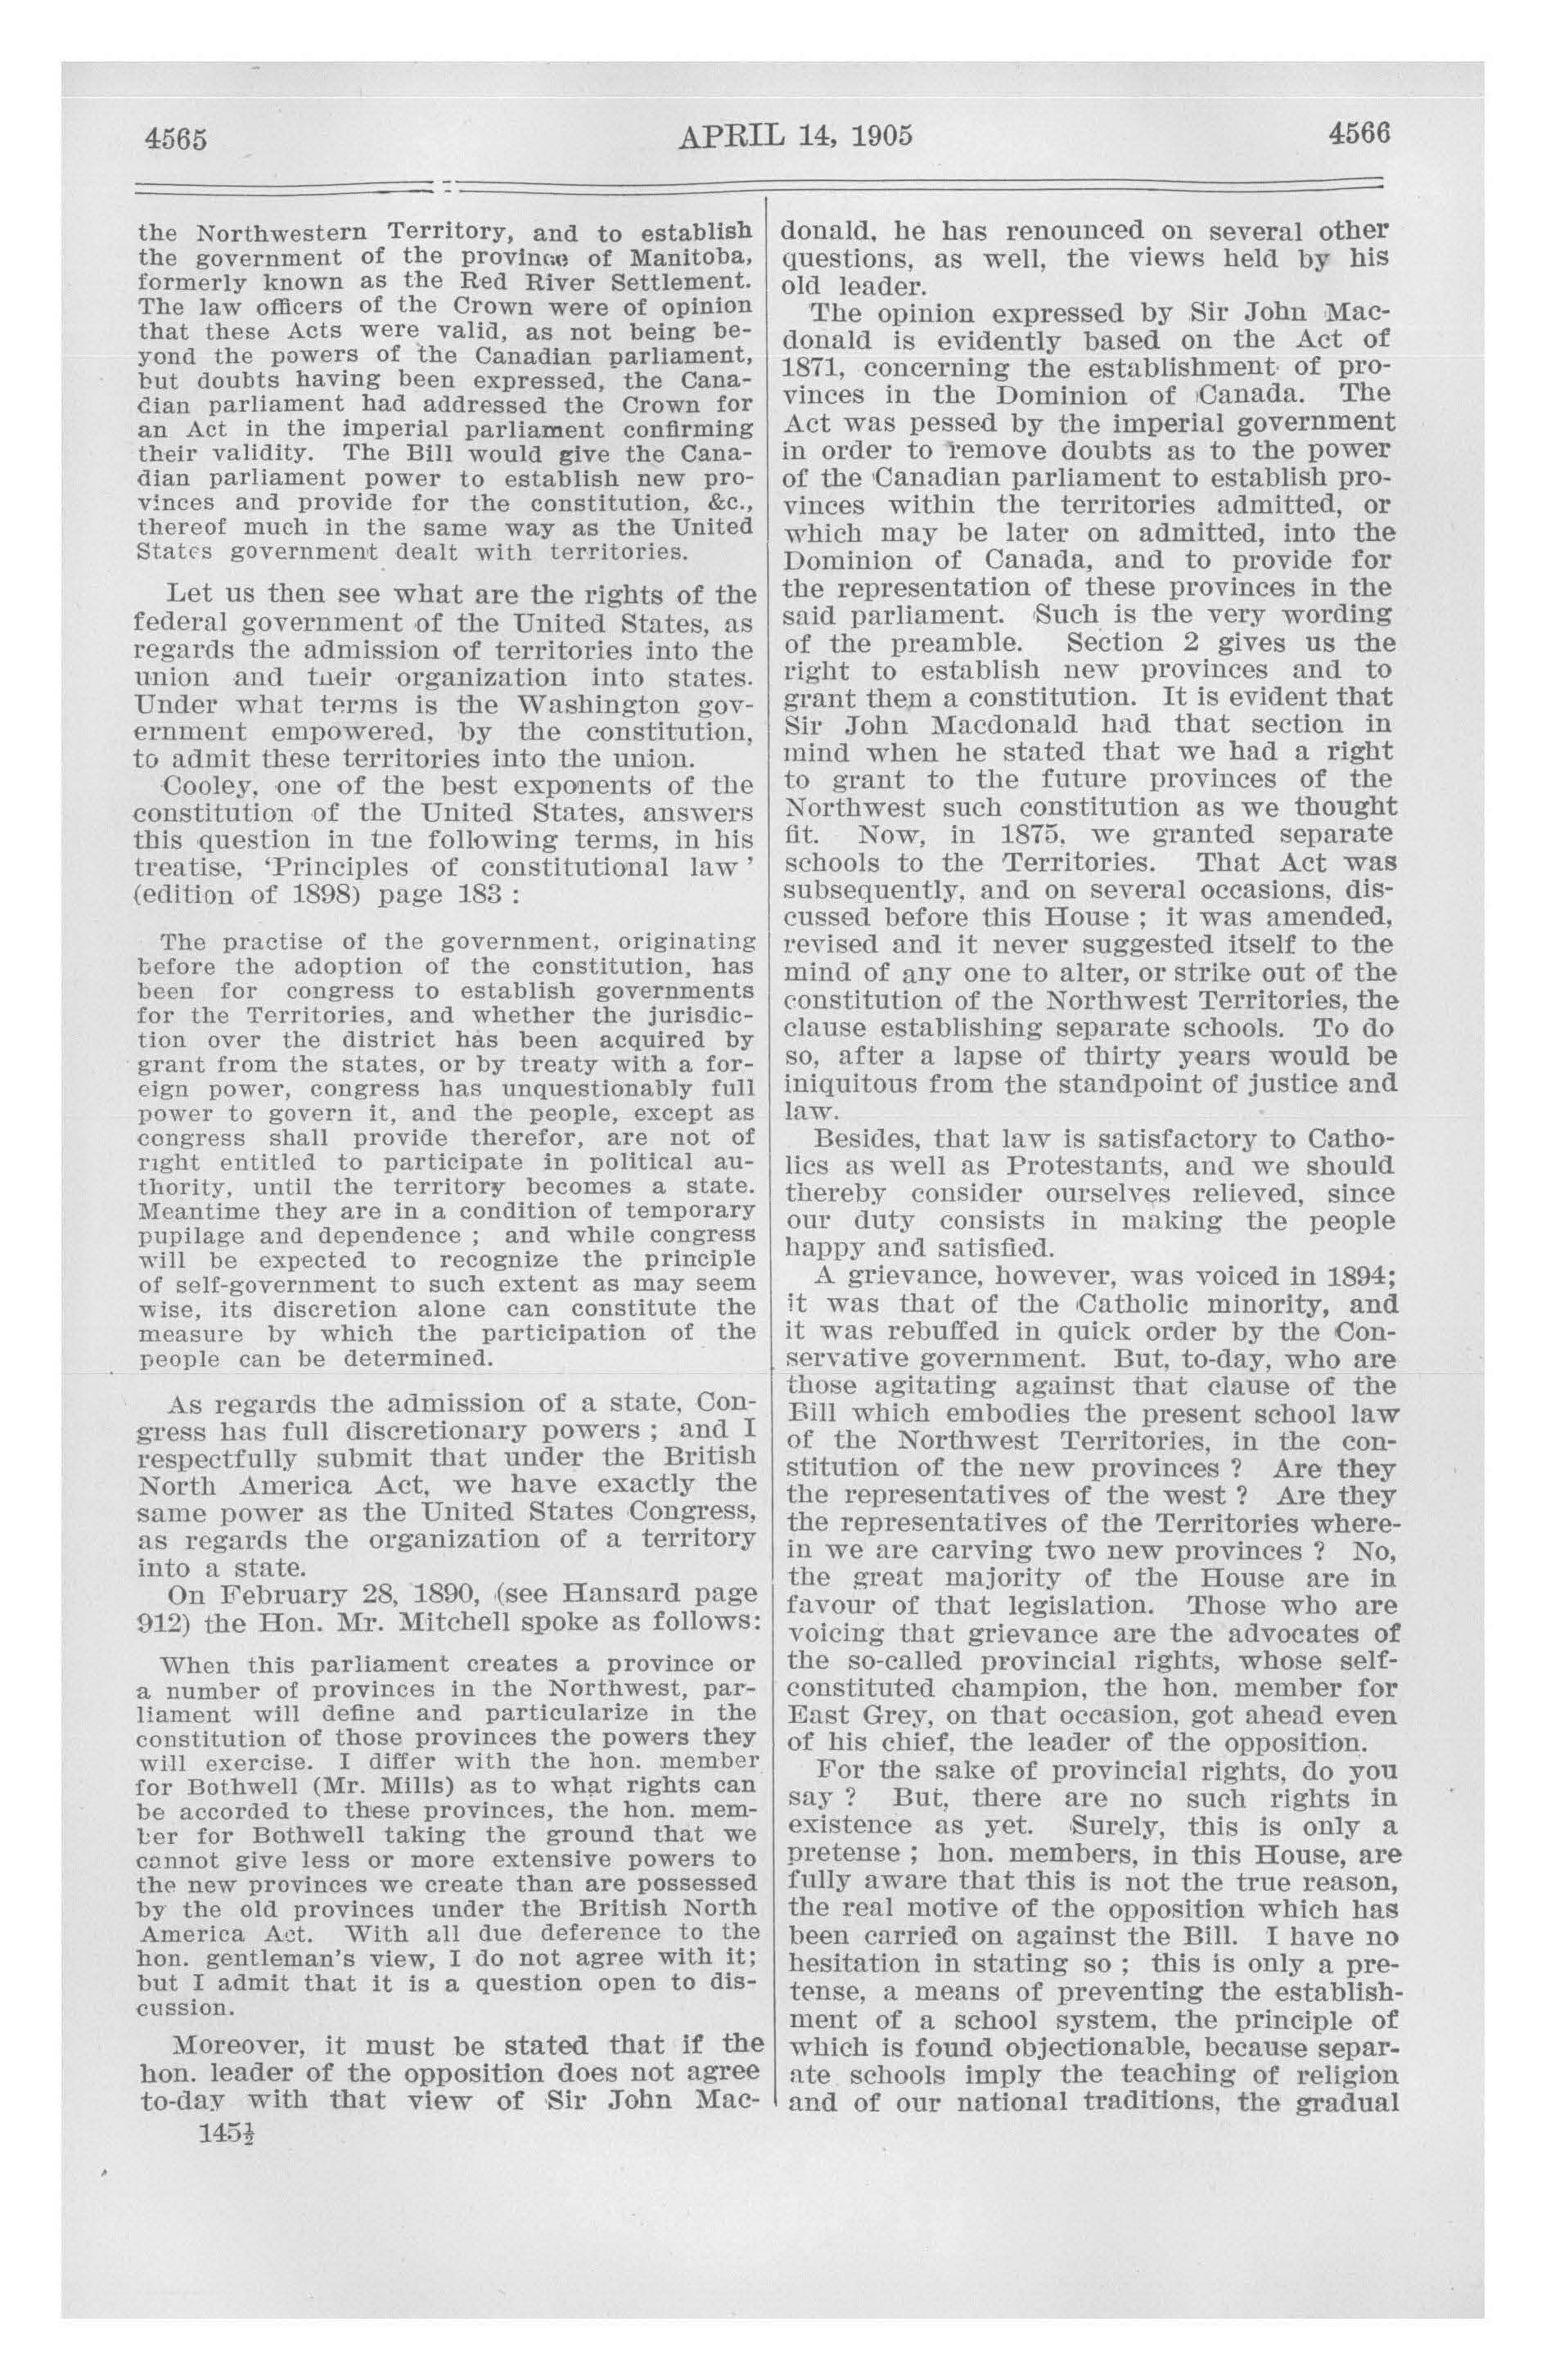 4565
APRIL 14, 1905
4566
the Northwestern Territory, and to establish
the government of the province of Manitoba,
formerly known as the Red River Settlement.
The law officers of the Crown were of opinion
that these Acts were valid, as not being be-
yond the powers of the Canadian parliament,
but doubts having been expressed, the Cana-
dian parliament had addressed the Crown for
an Act in the imperial parliament confirming
their validity. The Bill would give the Cana-
dian parliament power to establish new pro-
vinces and provide for the constitution, &c.,
thereof much in the same way as the United
States government dealt with territories.
Let us then see what are the rights of the
federal government of the United States, as
regards the admission of territories into the
union and their organization into states.
Under what terms is the Washington gov-
ernment empowered, by the constitution,
to admit these territories into the union.
Cooley, one of the best exponents of the
constitution of the United States, answers
this question in the following terms, in his
treatise, 'Principles of constitutional law'
(edition of 1898) page 183 :
The practise of the government, originating
before the adoption of the constitution, has
been for congress to establish governments
for the Territories, and whether the jurisdic-
tion over the district has been acquired by
grant from the states, or by treaty with a for-
eign power, congress has unquestionably full
power to govern it, and the people, except as
congress shall provide therefor, are not of
right entitled to participate in political au-
thority, until the territory becomes a state.
Meantime they are in a condition of temporary
pupilage and dependence ; and while congress
will be expected to recognize the principle
of self-government to such extent as may seem
wise, its discretion alone can constitute the
measure by which the participation of the
people can be determined.
As regards the admission of a state, Con-
gress has full discretionary powers ; and I
respectfully submit that under the British
North America Act, we have exactly the
same power as the United States Congress,
as regards the organization of a territory
into a state.
On February 28, 1890, (see Hansard page
912) the Hon. Mr. Mitchell spoke as follows:
When this parliament creates a province or
a number of provinces in the Northwest, par-
liament will define and particularize in the
constitution of those provinces the powers they
will exercise. I differ with the hon. member
for Bothwell (Mr. Mills) as to what rights can
be accorded to these provinces, the hon. mem-
ber for Bothwell taking the ground that we
cannot give less or more extensive powers to
the new provinces we create than are possessed
by the old provinces under the British North
America Act. With all due deference to the
hon. gentleman's view, I do not agree with it;
but I admit that it is a question open to dis-
cussion.
Moreover, it must be stated that if the
hon. leader of the opposition does not agree
to-day with that view of Sir John Mac-
145½
donald, he has renounced on several other
questions, as well, the views held by his
old leader.
The opinion expressed by Sir John Mac-
donald is evidently based on the Act of
1871, concerning the establishment of pro-
vinces in the Dominion of Canada. The
Act was pessed by the imperial government
in order to remove doubts as to the power
of the Canadian parliament to establish pro-
vinces within the territories admitted, or
which may be later on admitted, into the
Dominion of Canada, and to provide for
the representation of these provinces in the
said parliament. Such is the very wording
of the preamble. Section 2 gives us the
right to establish new provinces and to
grant them a constitution. It is evident that
Sir John Macdonald had that section in
mind when he stated that we had a right
to grant to the future provinces of the
Northwest such constitution as we thought
fit. Now, in 1875, we granted separate
schools to the Territories. That Act was
subsequently, and on several occasions, dis-
cussed before this House ; it was amended,
revised and it never suggested itself to the
mind of any one to alter, or strike out of the
constitution of the Northwest Territories, the
clause establishing separate schools. To do
so, after a lapse of thirty years would be
iniquitous from the standpoint of justice and
law.
Besides, that law is satisfactory to Catho-
lics as well as Protestants, and we should
thereby consider ourselves relieved, since
our duty consists in making the people
happy and satisfied.
A grievance, however, was voiced in 1894;
it was that of the Catholic minority, and
it was rebuffed in quick order by the Con-
servative government. But, to-day, who are
those agitating against that clause of the
Bill which embodies the present school law
of the Northwest Territories, in the con-
stitution of the new provinces ? Are they
the representatives of the west ? Are they
the representatives of the Territories where-
in we are carving two new provinces ? No,
the great majority of the House are in
favour of that legislation. Those who are
voicing that grievance are the advocates of
the so-called provincial rights, whose self-
constituted champion, the hon. member for
East Grey, on that occasion, got ahead even
of his chief, the leader of the opposition.
For the sake of provincial rights, do you
say ? But, there are no such rights in
existence as yet. Surely, this is only a
pretense ; hon. members, in this House, are
fully aware that this is not the true reason,
the real motive of the opposition which has
been carried on against the Bill. I have no
hesitation in stating so ; this is only a pre-
tense, a means of preventing the establish-
ment of a school system, the principle of
which is found objectionable, because separ-
ate schools imply the teaching of religion
and of our national traditions, the gradual